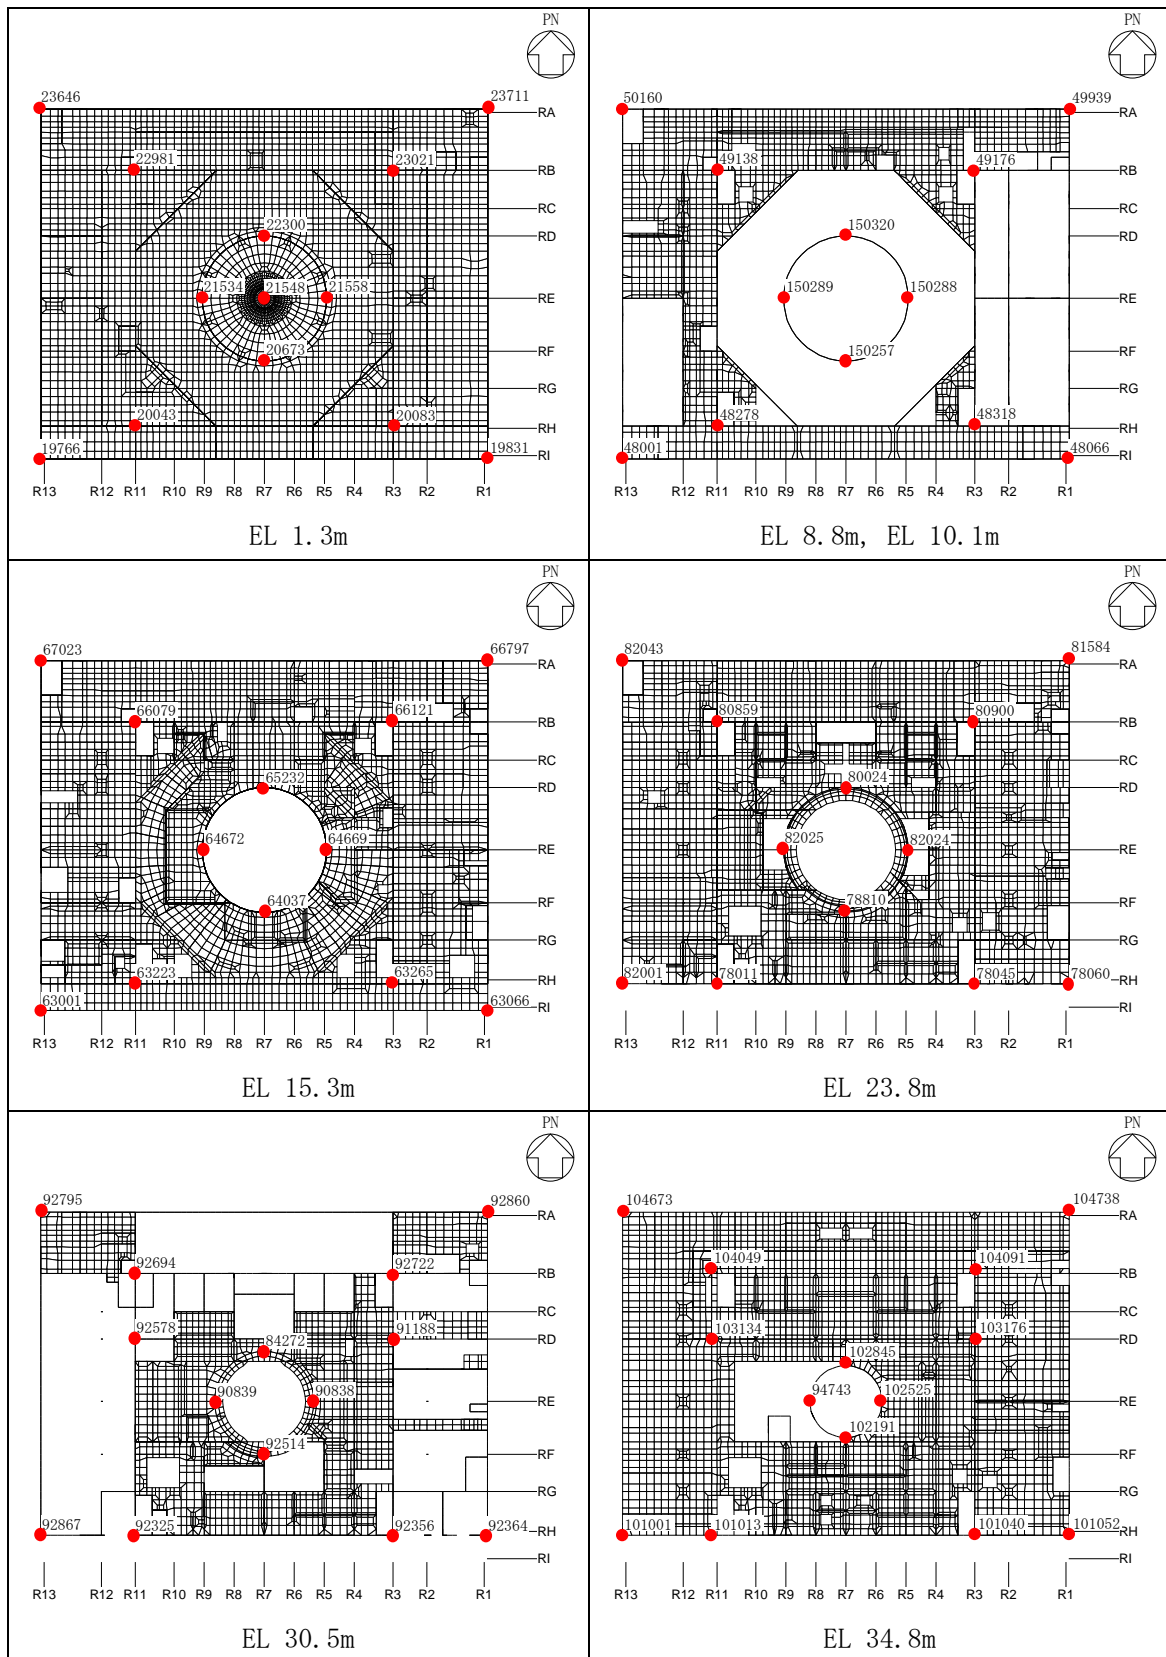 PN
23646
23711
RA
22981
23021
RB
RC
22300
RD
21534
21548
21558
RE
RF
20673
RG
20043
20083
RH
19766
19831
RI
R13 R12 R11 R10 R9 R8 R7 R6 R5 R4 R3 R2 R1
EL 1.3m
PN
50160
49939
RA
49138
49176
RB
RC
150320
RD
150289
150288
RE
RF
150257
RG
48278
48318
RH
48001
48066
RI
R13 R12 R11 R10 R9 R8 R7 R6 R5 R4 R3 R2 R1
EL 8.8m, EL 10.1m
PN
67023
66797
RA
66079
66121
RB
RC
65232
RD
64672
64669
RE
RF
64037
RG
63223
63265
RH
63001
63066
RI
R13 R12 R11 R10 R9 R8 R7 R6 R5 R4 R3 R2 R1
EL 15.3m
PN
82043
81584
RA
80859
80900
RB
RC
80024
RD
82025
82024
RE
RF
78810
RG
82001
78011
78045
78060
RH
RI
R13 R12 R11 R10 R9 R8 R7 R6 R5 R4 R3 R2 R1
EL 23.8m
PN
92795
92860
RA
92694
92722
RB
RC
92578
91188
RD
84272
90839
90838
RE
92514
RF
RG
92867
92325
92356
92364
RH
RI
R13 R12 R11 R10 R9 R8 R7 R6 R5 R4 R3 R2 R1
EL 30.5m
PN
104673
104738
RA
104049
104091
RB
RC
103134
103176
RD
102845
94743
102525
RE
102191
RF
RG
101001
101013
101040
101052
RH
RI
R13 R12 R11 R10 R9 R8 R7 R6 R5 R4 R3 R2 R1
EL 34.8m